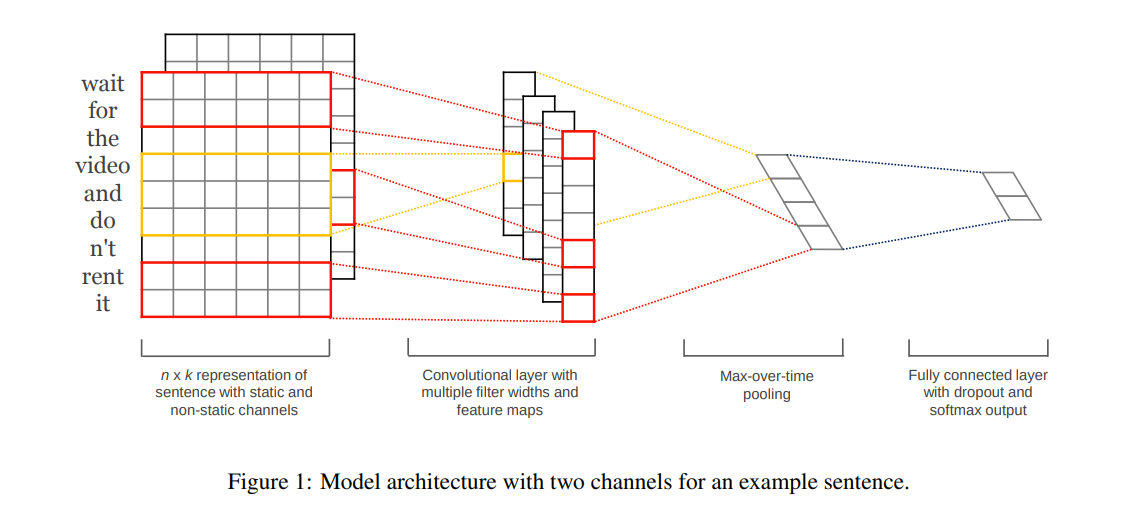 wait
for
the
video
and
do
n't
rent
it
n x k representation of
sentence with static and
non-static channels
Convolutional layer with
multiple filter widths and
feature maps
Max-over-time
pooling
Fully connected layer
with dropout and
softmax output
Figure 1: Model architecture with two channels for an example sentence.